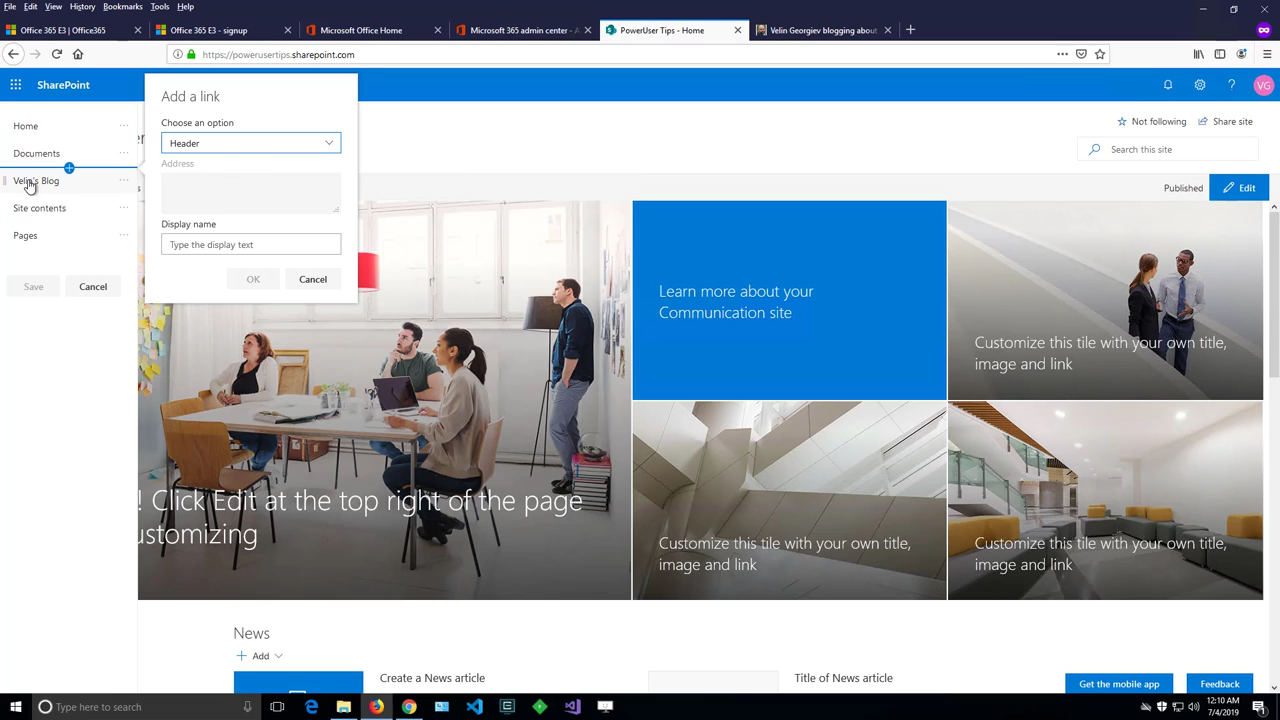 File Edit View History Bookmarks Tools Help
Office 365 E3 | Office365
Office 365 E3 - signup
Microsoft Office Home
Microsoft 365 admin center - A
PowerUser Tips - Home
Velin Georgiev blogging about
https://powerusertips.sharepoint.com
SharePoint
VG
Home
Documents
Velin's Blog
Site contents
Pages
Save
Cancel
Add a link
Choose an option
Header
Address
Display name
Type the display text
OK
Cancel
Not following
Share site
Search this site
Published
Edit
! Click Edit at the top right of the page
ustomizing
Learn more about your
Communication site
Customize this tile with your own title,
image and link
Customize this tile with your own title,
image and link
Customize this tile with your own title,
image and link
News
Add
Create a News article
Title of News article
Get the mobile app
Feedback
Type here to search
12:10 AM
7/4/2019